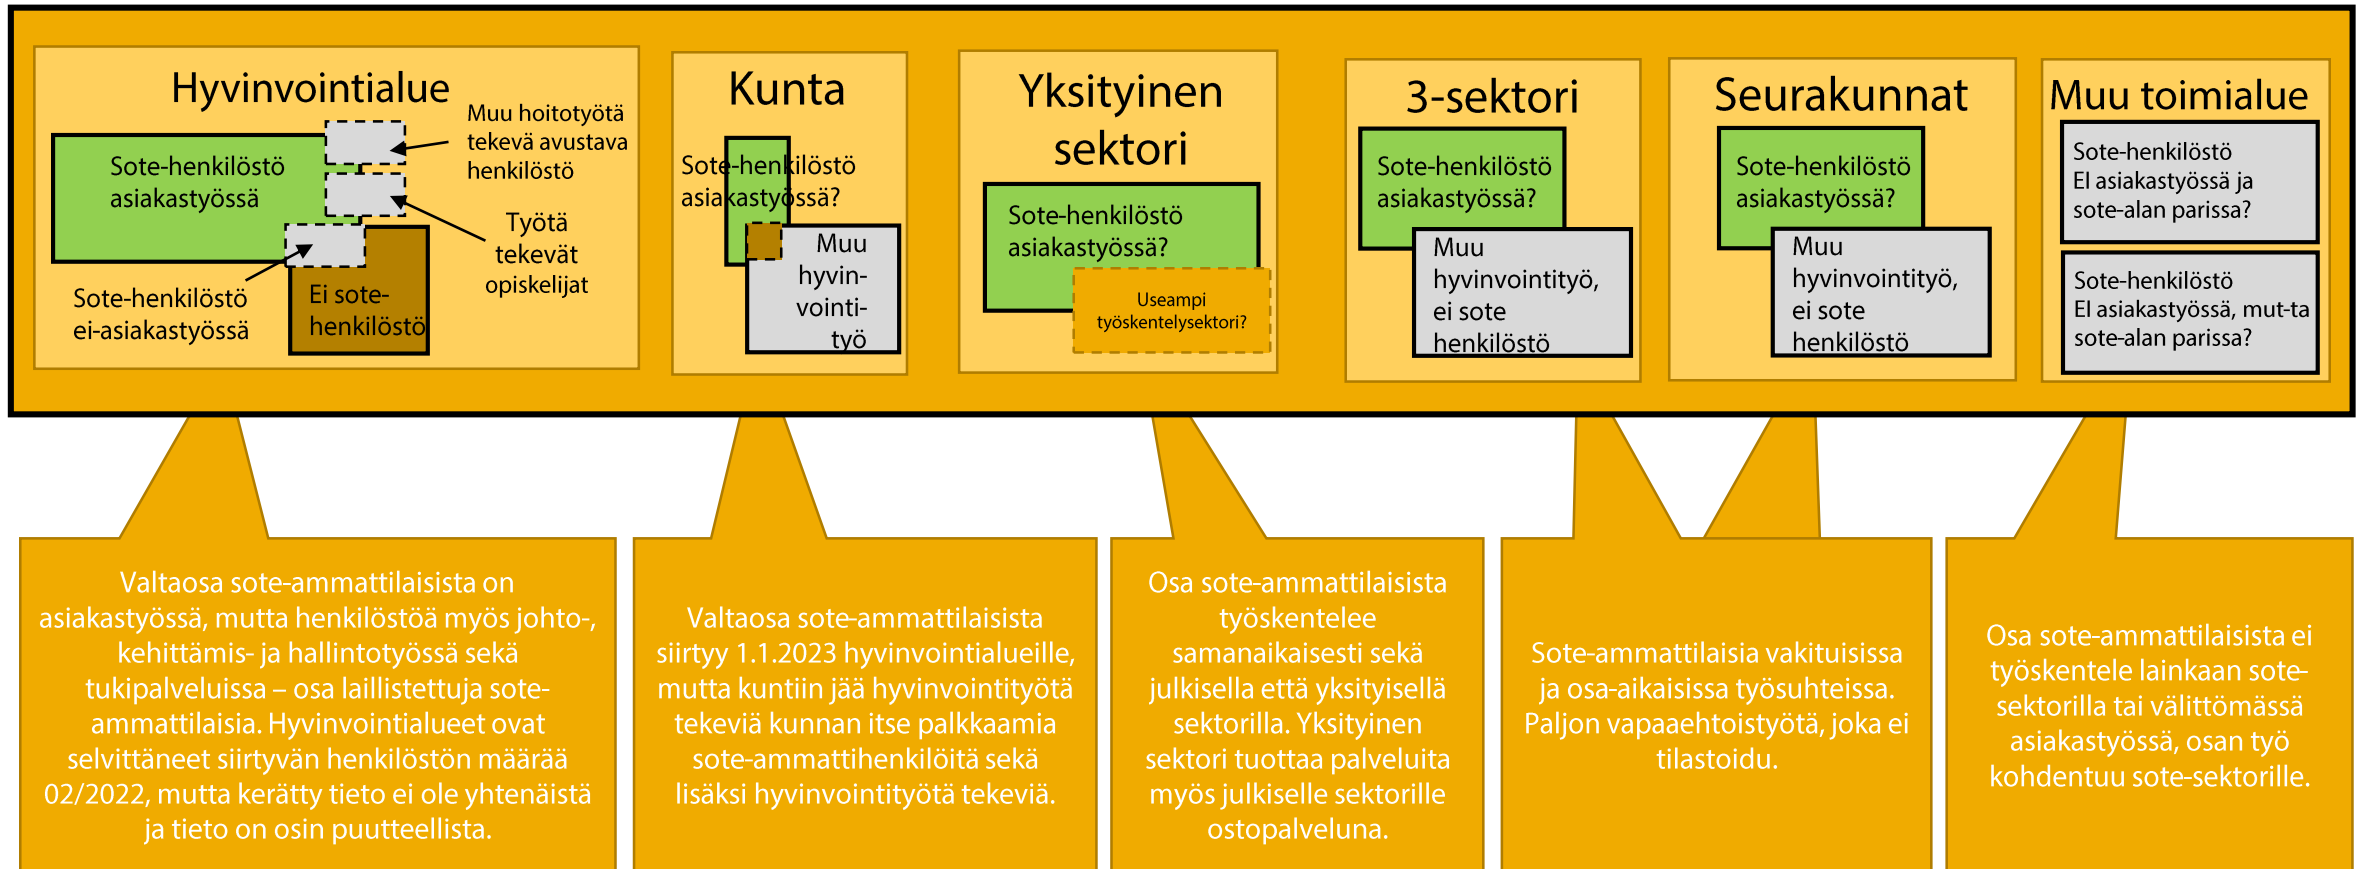 Hyvinvointialue
Sote-henkilöstö
asiakastyössä
Muu hoitotyötä
tekevä avustava
henkilöstö
Työtä
tekevät
opiskelijat
Sote-henkilöstö
ei-asiakastyössä
Ei sote-
henkilöstö
Kunta
Sote-henkilöstö
asiakastyössä?
Muu
hyvin-
vointi-
työ
Yksityinen
sektori
Sote-henkilöstö
asiakastyössä?
Useampi
työskentelysektori?
3-sektori
Sote-henkilöstö
asiakastyössä?
Muu
hyvinvointityö,
ei sote
henkilöstö
Seurakunnat
Sote-henkilöstö
asiakastyössä?
Muu
hyvinvointityö,
ei sote
henkilöstö
Muu toimialue
Sote-henkilöstö
EI asiakastyössä ja
sote-alan parissa?
Sote-henkilöstö
EI asiakastyössä, mut-ta
sote-alan parissa?
Valtaosa sote-ammattilaisista on
asiakastyössä, mutta henkilöstöä myös johto-,
kehittämis- ja hallintotyössä sekä
tukipalveluissa – osa laillistettuja sote-
ammattilaisia. Hyvinvointialueet ovat
selvittäneet siirtyvän henkilöstön määrää
02/2022, mutta kerätty tieto ei ole yhtenäistä
ja tieto on osin puutteellista.
Valtaosa sote-ammattilaisista
siirtyy 1.1.2023 hyvinvointialueille,
mutta kuntiin jää hyvinvointityötä
tekeviä kunnan itse palkkaamia
sote-ammattihenkilöitä sekä
lisäksi hyvinvointityötä tekeviä.
Osa sote-ammattilaisista
työskentelee
samanaikaisesti sekä
julkisella että yksityisellä
sektorilla. Yksityinen
sektori tuottaa palveluita
myös julkiselle sektorille
ostopalveluna.
Sote-ammattilaisia vakituisissa
ja osa-aikaisissa työsuhteissa.
Paljon vapaaehtoistyötä, joka ei
tilastoidu.
Osa sote-ammattilaisista ei
työskentele lainkaan sote-
sektorilla tai välittömässä
asiakastyössä, osan työ
kohdentuu sote-sektorille.